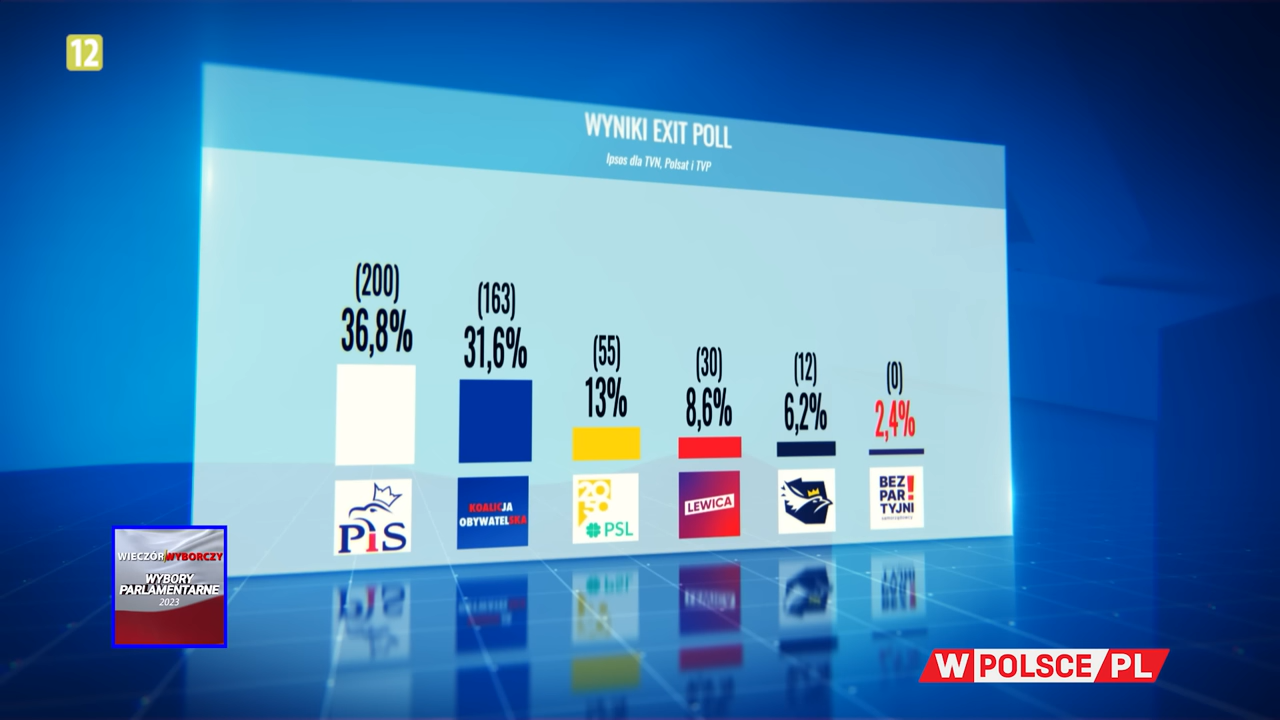 12
WYNIKI EXIT POLL
Ipsos dla TVN, Polsat i TVP
(200)
36,8%
(163)
31,6%
(55)
13%
(30)
8,6%
(12)
6,2%
(0)
2,4%
PiS
KOALICJA
OBYWATELSKA
2050
PSL
LEWICA
BEZ
PAR
TYJNI!
WIECZÓR WYBORCZY
WYBORY
PARLAMENTARNE
2023
WPOLSCE/PL